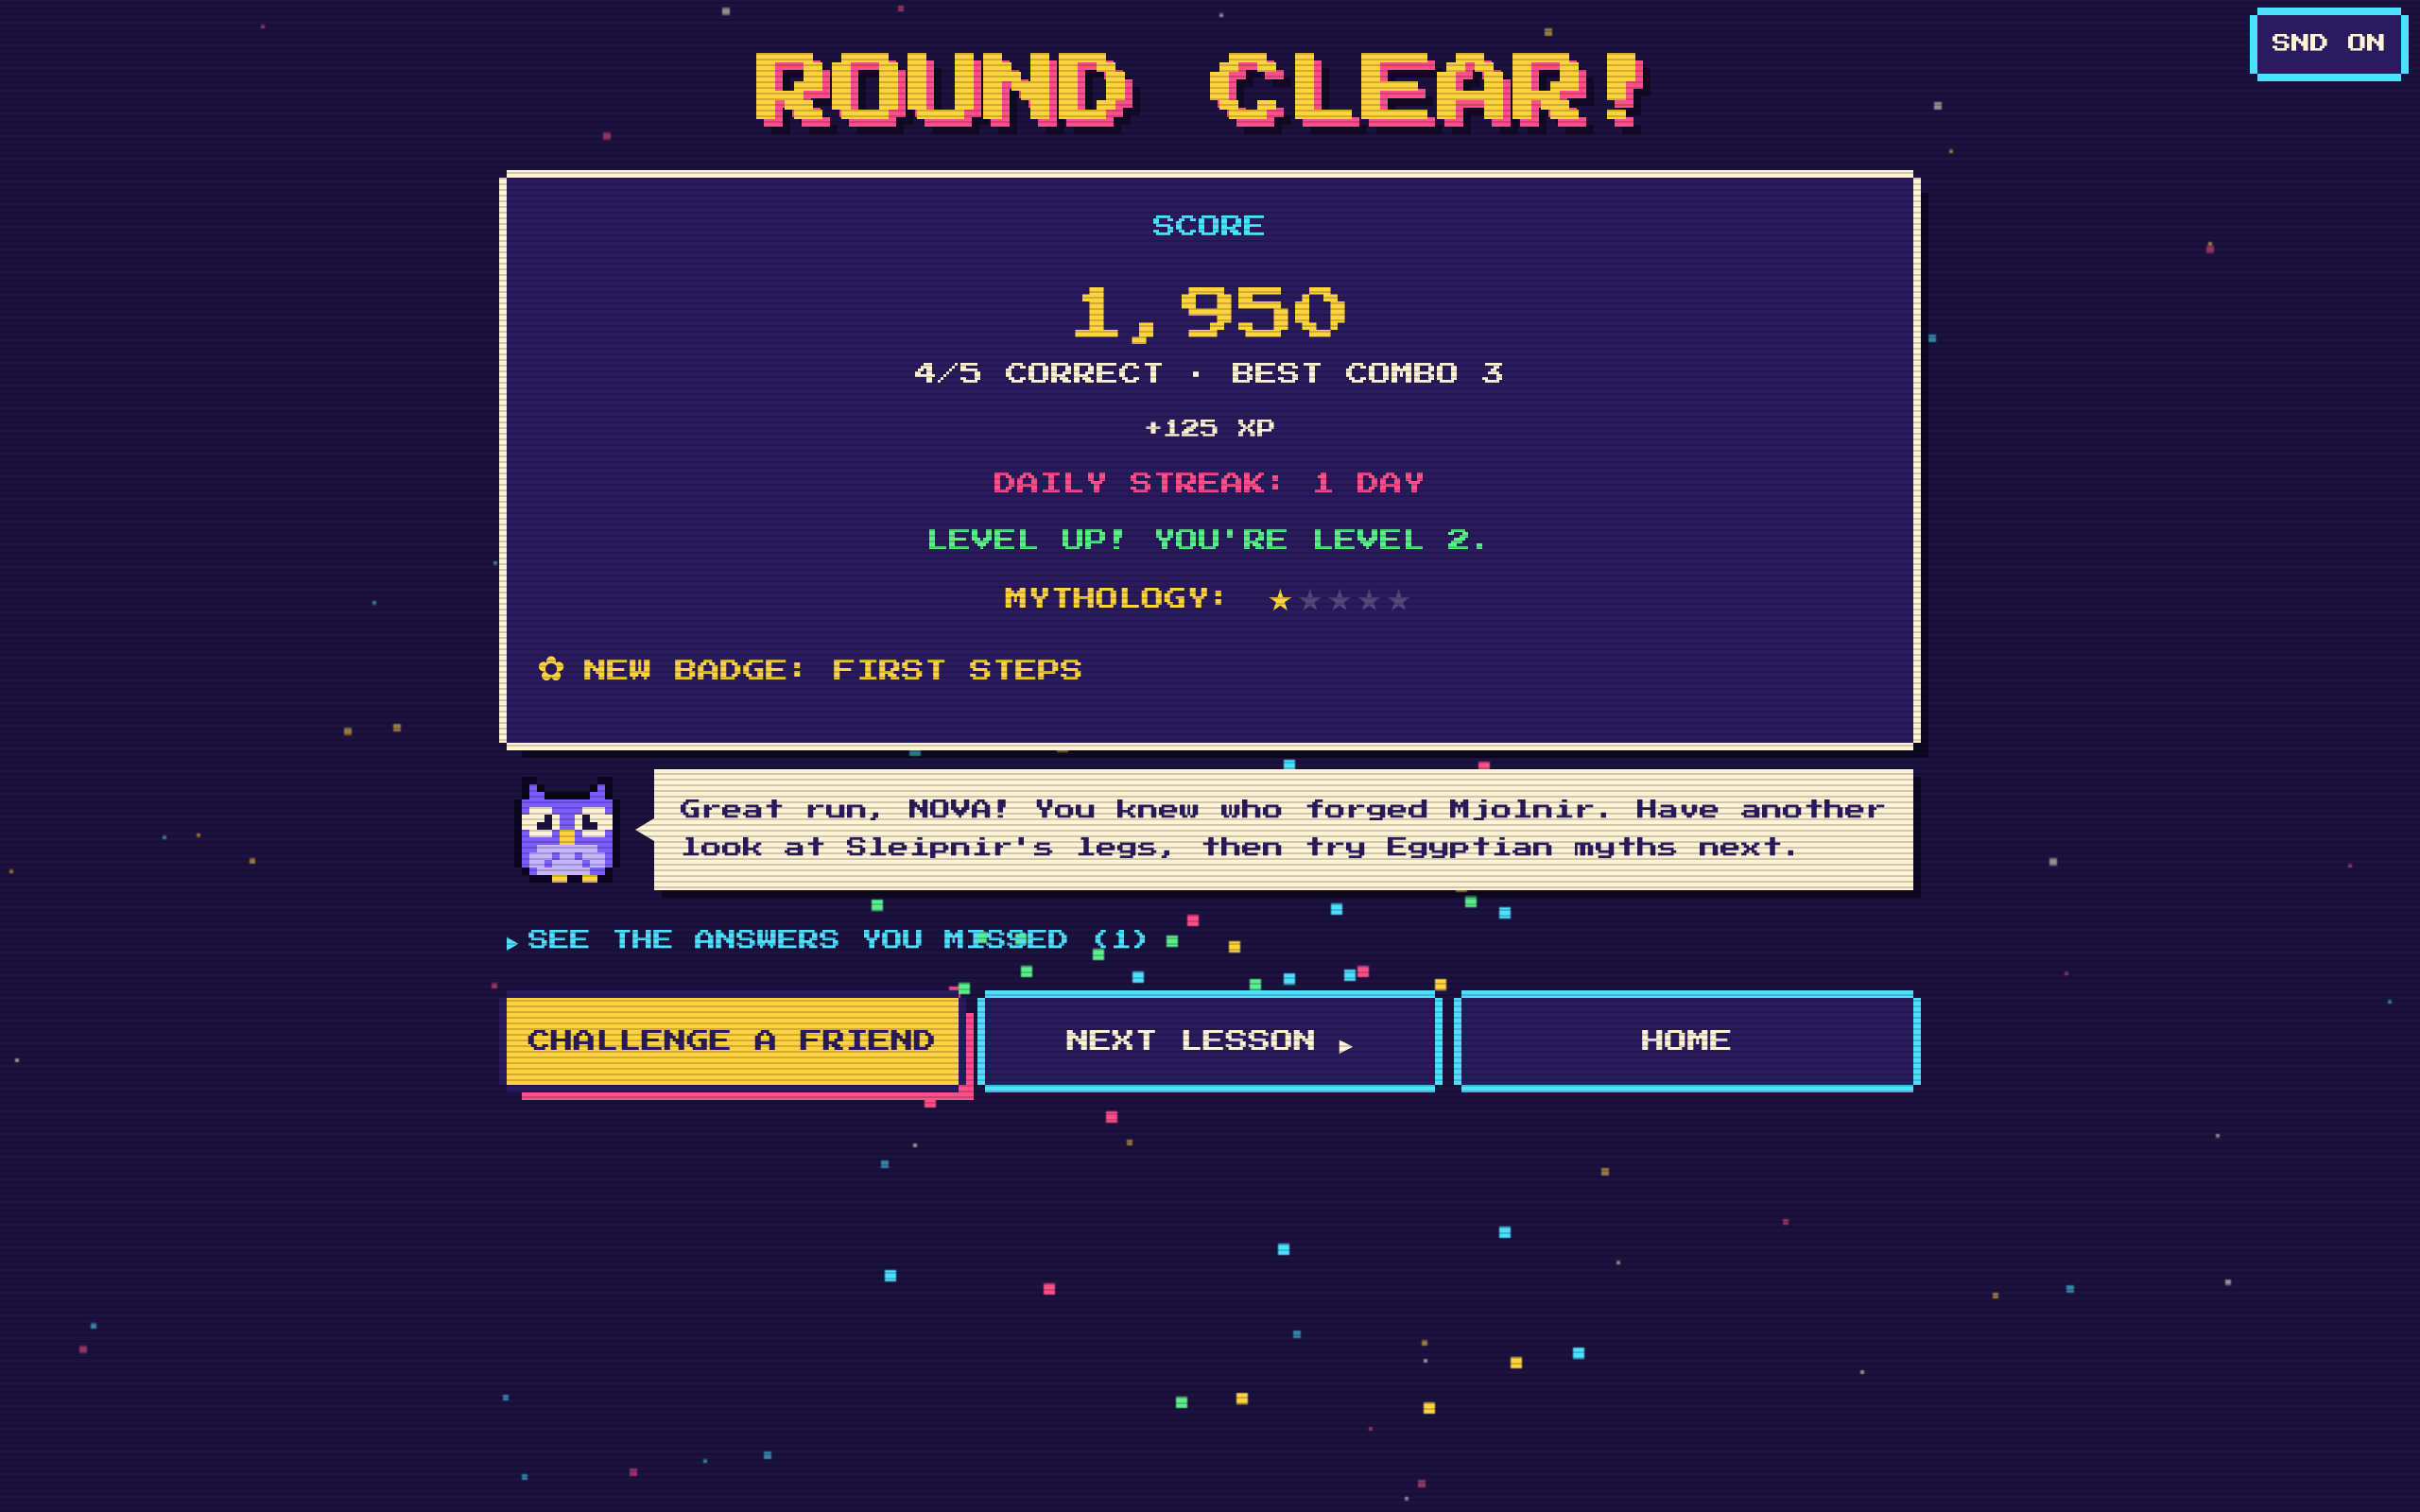 SND ON
ROUND CLEAR!
SCORE
1,950
4/5 CORRECT · BEST COMBO 3
+125 XP
DAILY STREAK: 1 DAY
LEVEL UP! YOU'RE LEVEL 2.
MYTHOLOGY: ★★★★★
✿ NEW BADGE: FIRST STEPS
Great run, NOVA! You knew who forged Mjolnir. Have another
look at Sleipnir's legs, then try Egyptian myths next.
▶ SEE THE ANSWERS YOU MISSED (1)
CHALLENGE A FRIEND
NEXT LESSON ▶
HOME